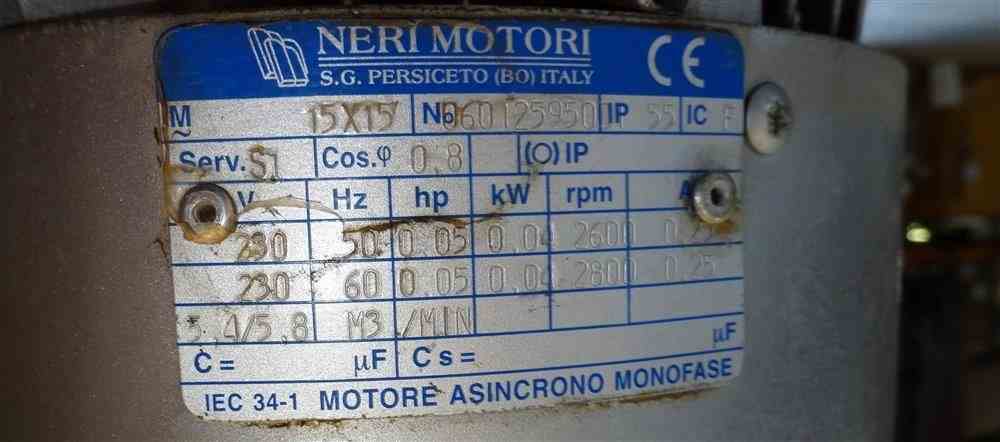 NERI MOTORI
S.G. PERSICETO (BO) ITALY
CE
M~ 15X15 No 060125950 IP 55 IC F
Serv. S1 Cos.φ 0,8 (O) IP
V Hz hp kW rpm A
230 50 0.05 0,04 2600
230 60 0.05 0,04 2800 0,25
5,4/5,8 M3 /MIN
C = µF Cs = µF
IEC 34-1 MOTORE ASINCRONO MONOFASE